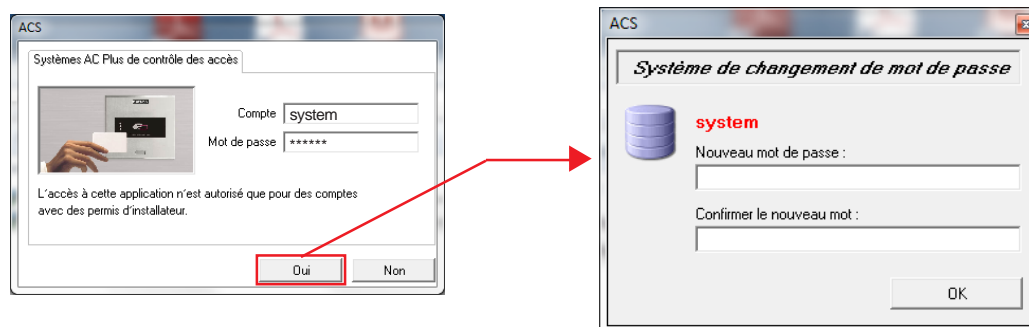 ACS
Systèmes AC Plus de contrôle des accès
Compte system
Mot de passe ******
L'accès à cette application n'est autorisé que pour des comptes
avec des permis d'installateur.
Oui Non
ACS
Système de changement de mot de passe
system
Nouveau mot de passe :
Confirmer le nouveau mot :
OK